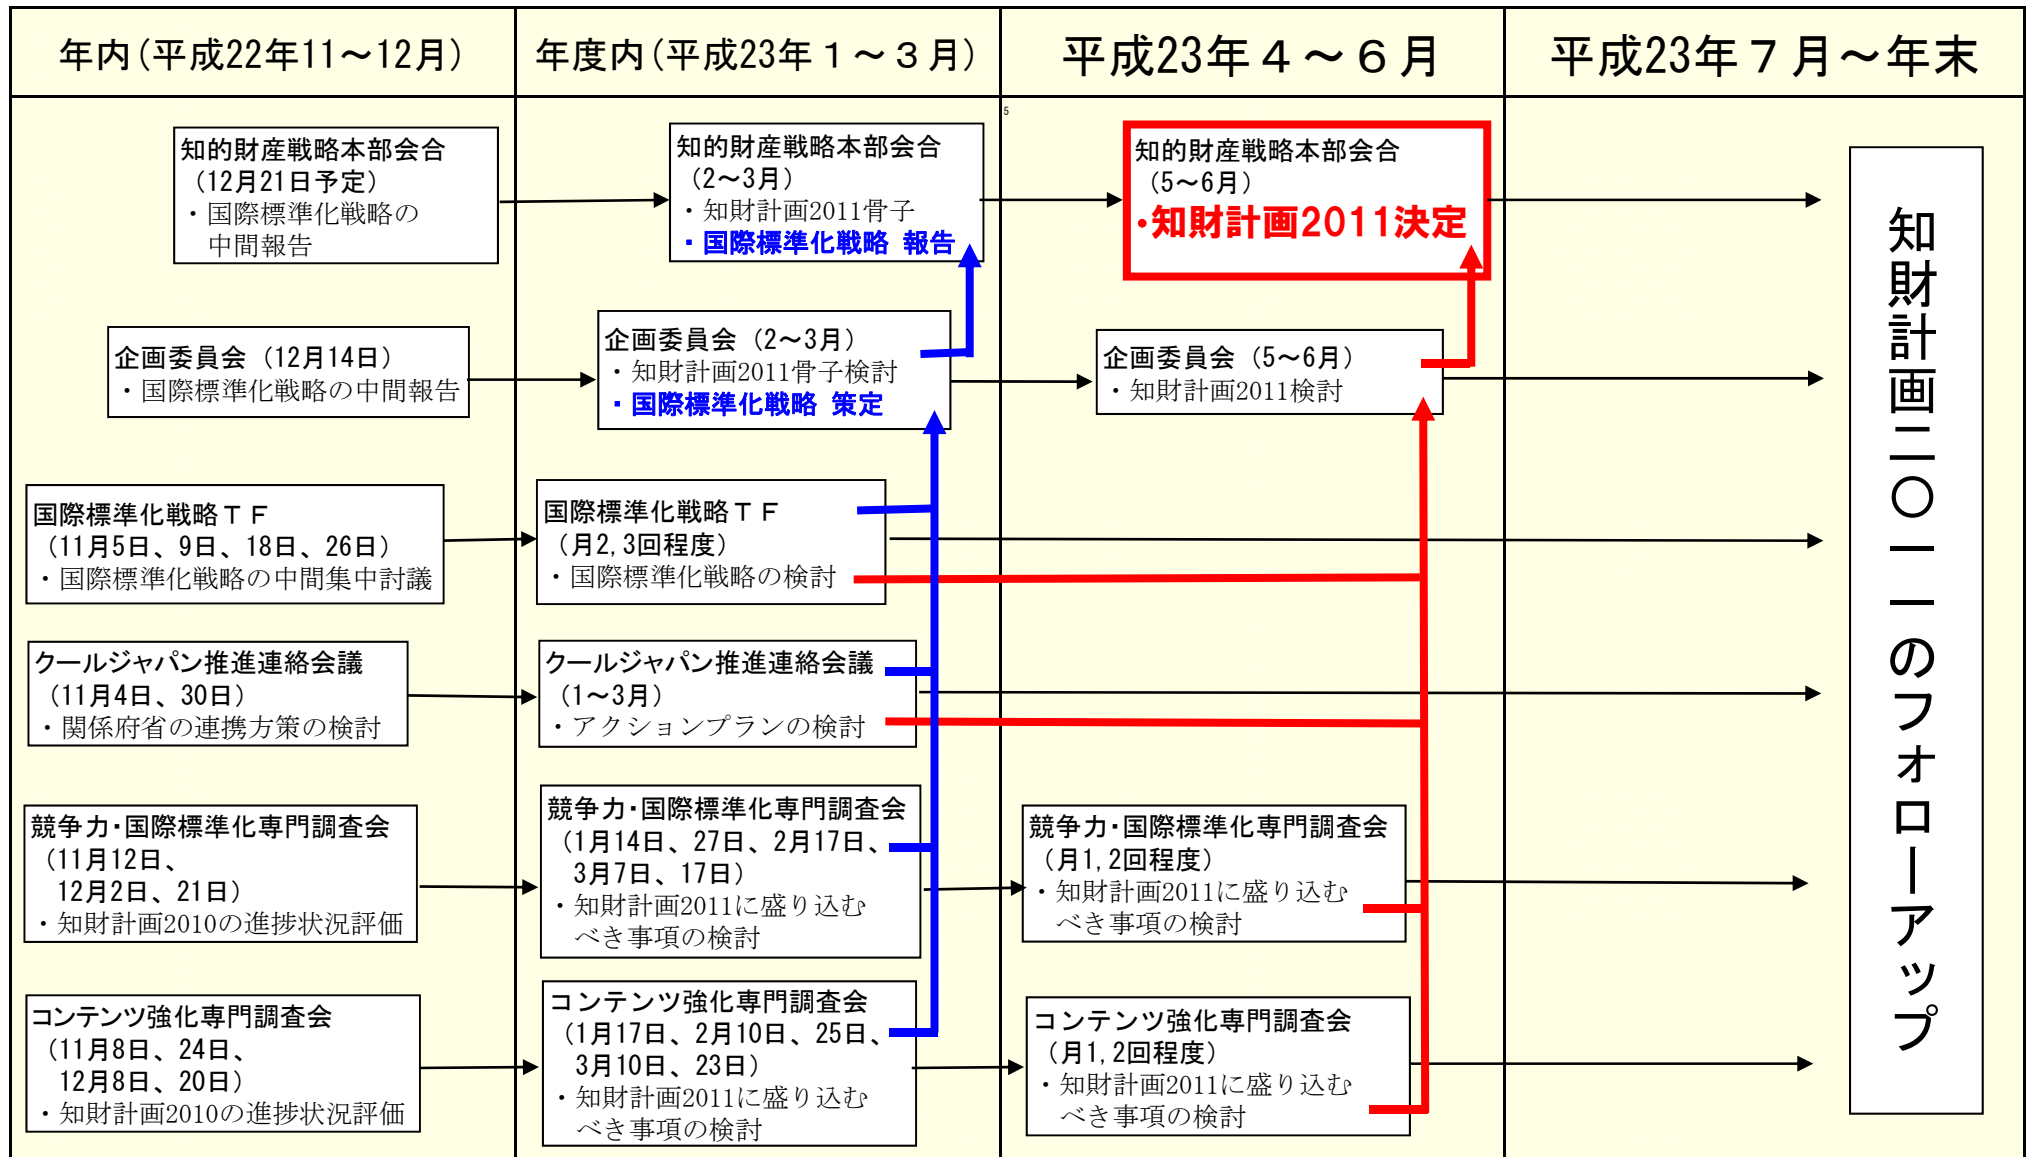 年内(平成22年11～12月)
年度内(平成23年１～３月)
平成23年４～６月
平成23年７月～年末
5
知的財産戦略本部会合
(12月21日予定)
・国際標準化戦略の
中間報告
知的財産戦略本部会合
(2～3月)
・知財計画2011骨子
・国際標準化戦略 報告
知的財産戦略本部会合
(5～6月)
・知財計画2011決定
企画委員会 (12月14日)
・国際標準化戦略の中間報告
企画委員会 (2～3月)
・知財計画2011骨子検討
・国際標準化戦略 策定
企画委員会 (5～6月)
・知財計画2011検討
国際標準化戦略ＴＦ
(11月5日、9日、18日、26日)
・国際標準化戦略の中間集中討議
国際標準化戦略ＴＦ
(月2,3回程度)
・国際標準化戦略の検討
クールジャパン推進連絡会議
(11月4日、30日)
・関係府省の連携方策の検討
クールジャパン推進連絡会議
(1～3月)
・アクションプランの検討
競争力・国際標準化専門調査会
(11月12日、
12月2日、21日)
・知財計画2010の進捗状況評価
競争力・国際標準化専門調査会
(1月14日、27日、2月17日、
3月7日、17日)
・知財計画2011に盛り込む
べき事項の検討
競争力・国際標準化専門調査会
(月1,2回程度)
・知財計画2011に盛り込む
べき事項の検討
コンテンツ強化専門調査会
(11月8日、24日、
12月8日、20日)
・知財計画2010の進捗状況評価
コンテンツ強化専門調査会
(1月17日、2月10日、25日、
3月10日、23日)
・知財計画2011に盛り込む
べき事項の検討
コンテンツ強化専門調査会
(月1,2回程度)
・知財計画2011に盛り込む
べき事項の検討
知財計画二〇一一のフォローアップ